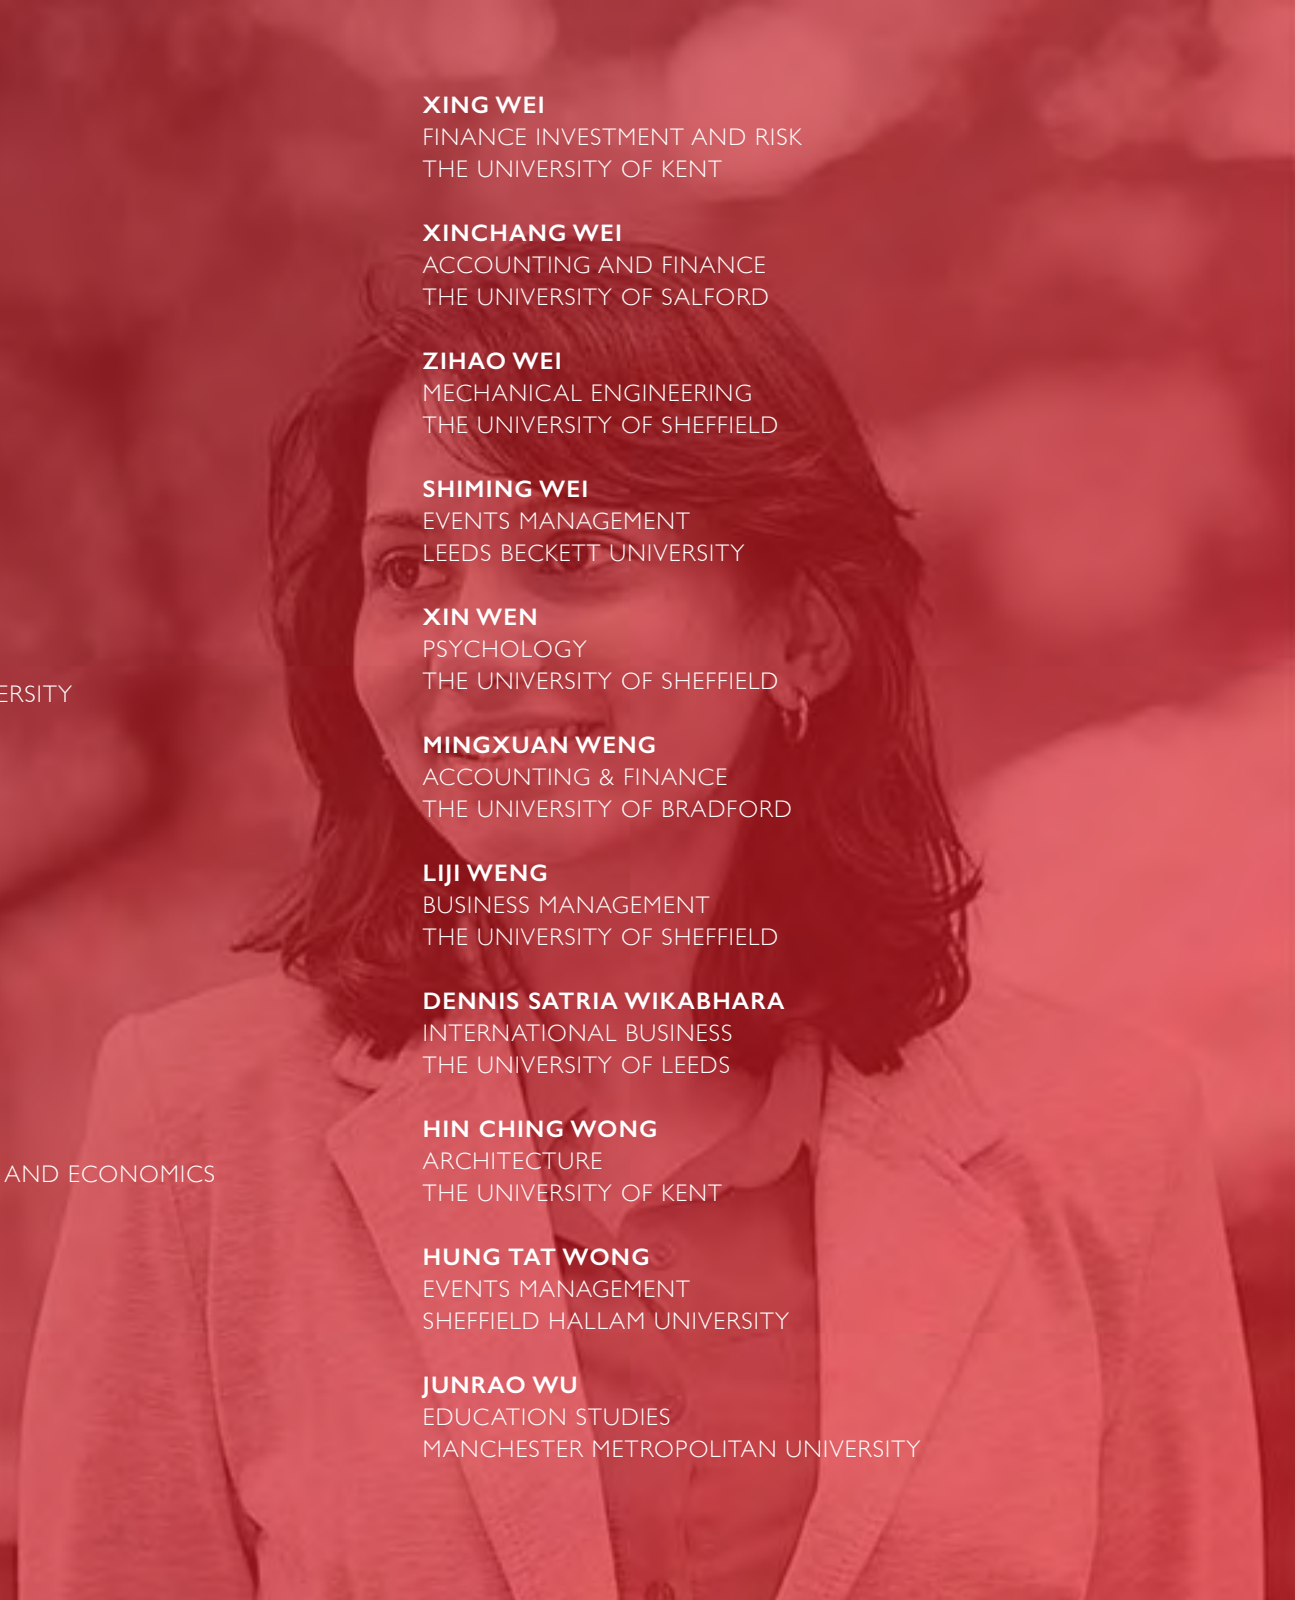 XING WEI
FINANCE INVESTMENT AND RISK
THE UNIVERSITY OF KENT
XINCHANG WEI
ACCOUNTING AND FINANCE
THE UNIVERSITY OF SALFORD
ZIHAO WEI
MECHANICAL ENGINEERING
THE UNIVERSITY OF SHEFFIELD
SHIMING WEI
EVENTS MANAGEMENT
LEEDS BECKETT UNIVERSITY
XIN WEN
PSYCHOLOGY
THE UNIVERSITY OF SHEFFIELD
ERSITY
MINGXUAN WENG
ACCOUNTING & FINANCE
THE UNIVERSITY OF BRADFORD
LIJI WENG
BUSINESS MANAGEMENT
THE UNIVERSITY OF SHEFFIELD
DENNIS SATRIA WIKABHARA
INTERNATIONAL BUSINESS
THE UNIVERSITY OF LEEDS
HIN CHING WONG
ARCHITECTURE
THE UNIVERSITY OF KENT
AND ECONOMICS
HUNG TAT WONG
EVENTS MANAGEMENT
SHEFFIELD HALLAM UNIVERSITY
JUNRAO WU
EDUCATION STUDIES
MANCHESTER METROPOLITAN UNIVERSITY